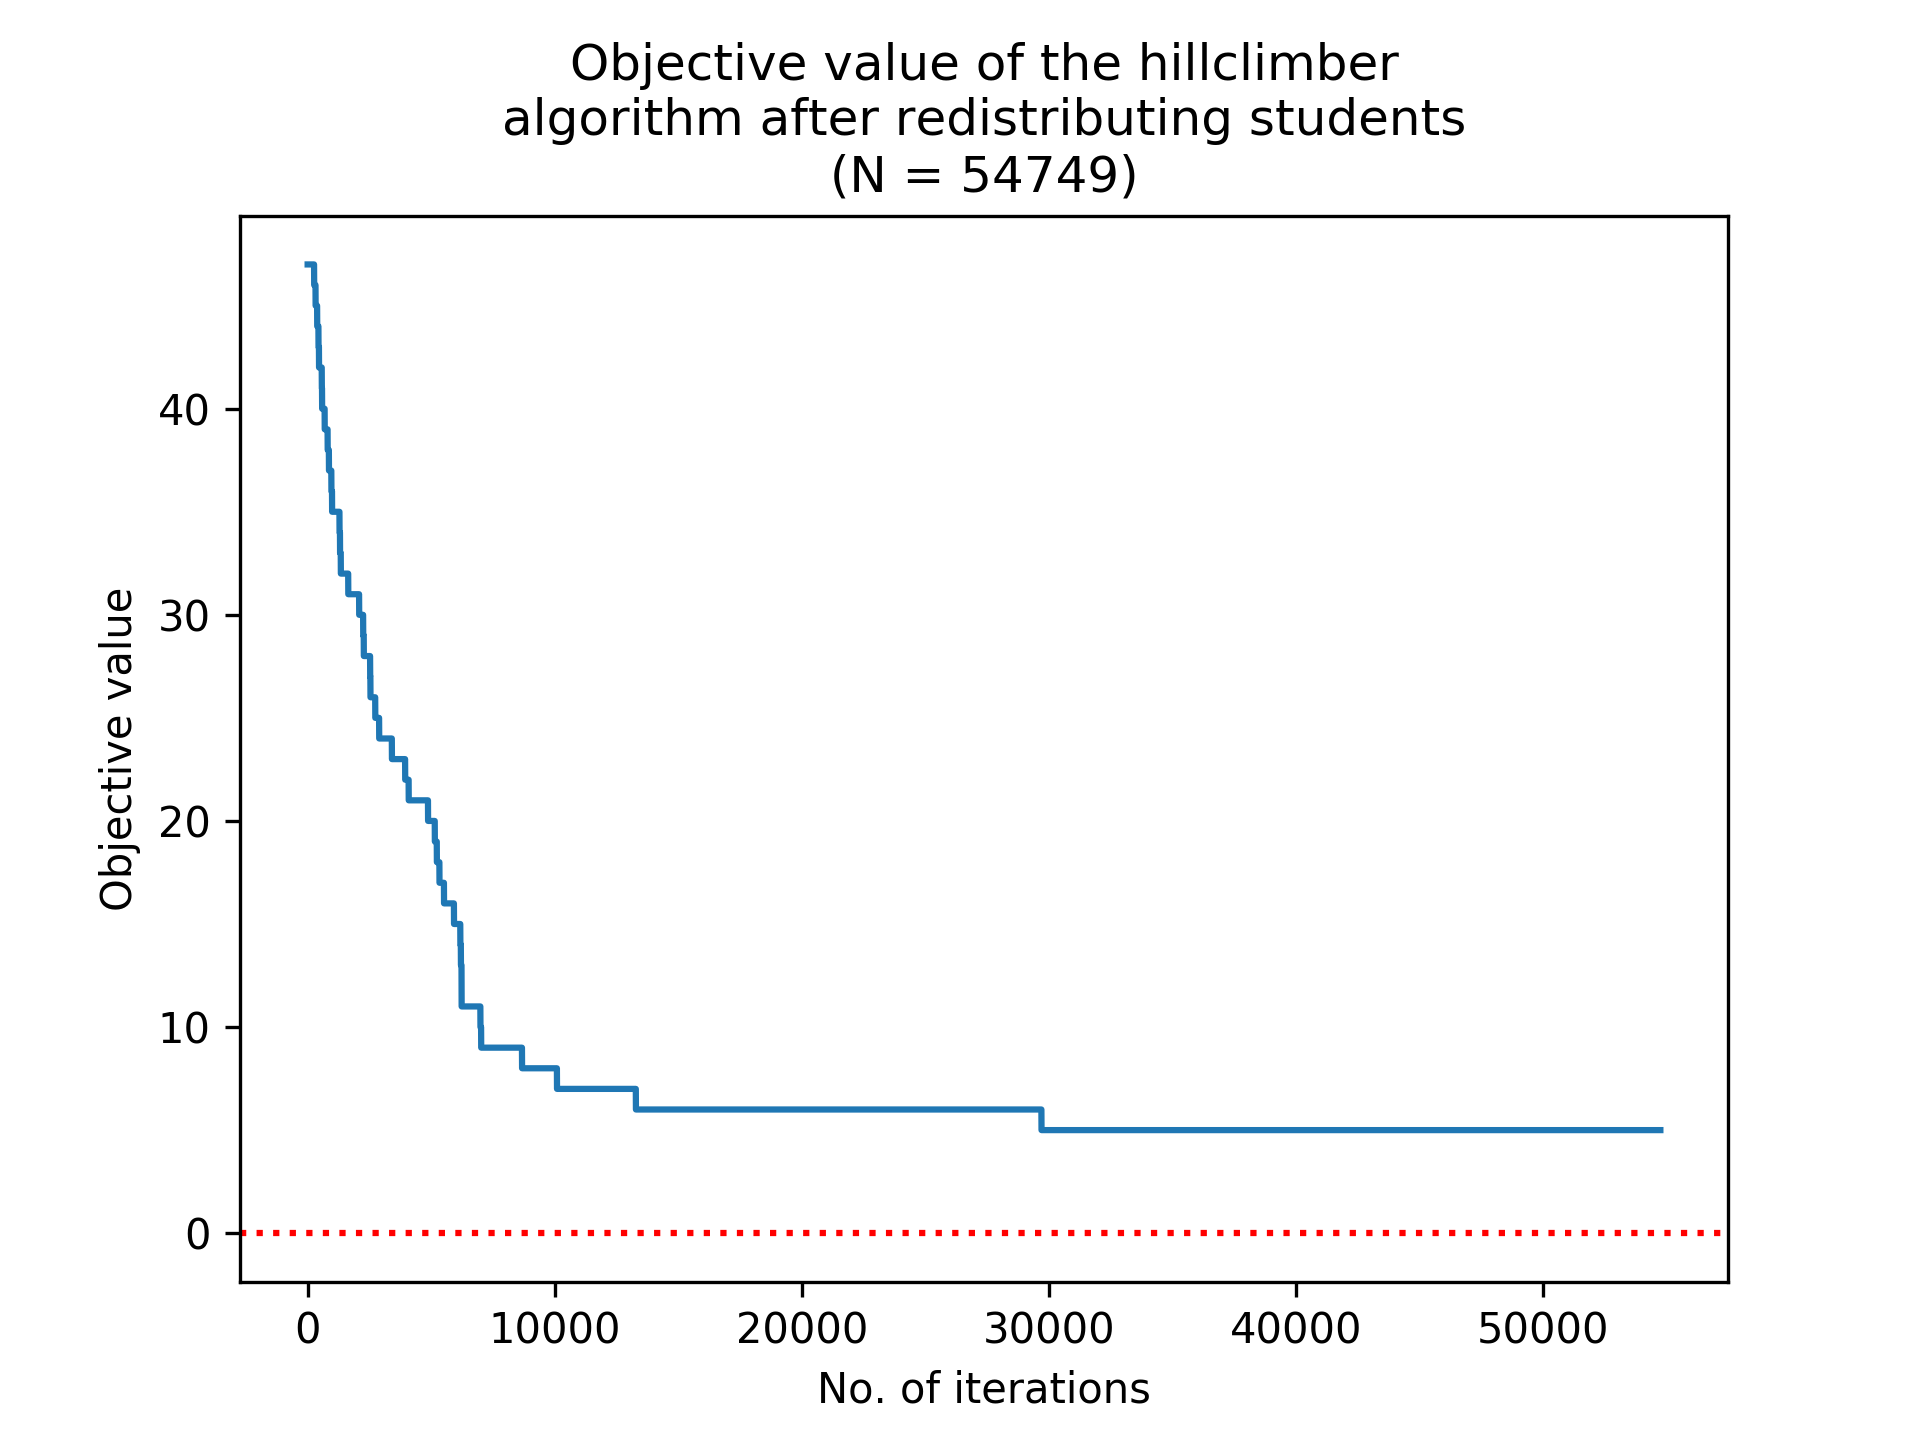 Objective value of the hillclimber
algorithm after redistributing students
(N = 54749)
Objective value
40
30
20
10
0
0 10000 20000 30000 40000 50000
No. of iterations